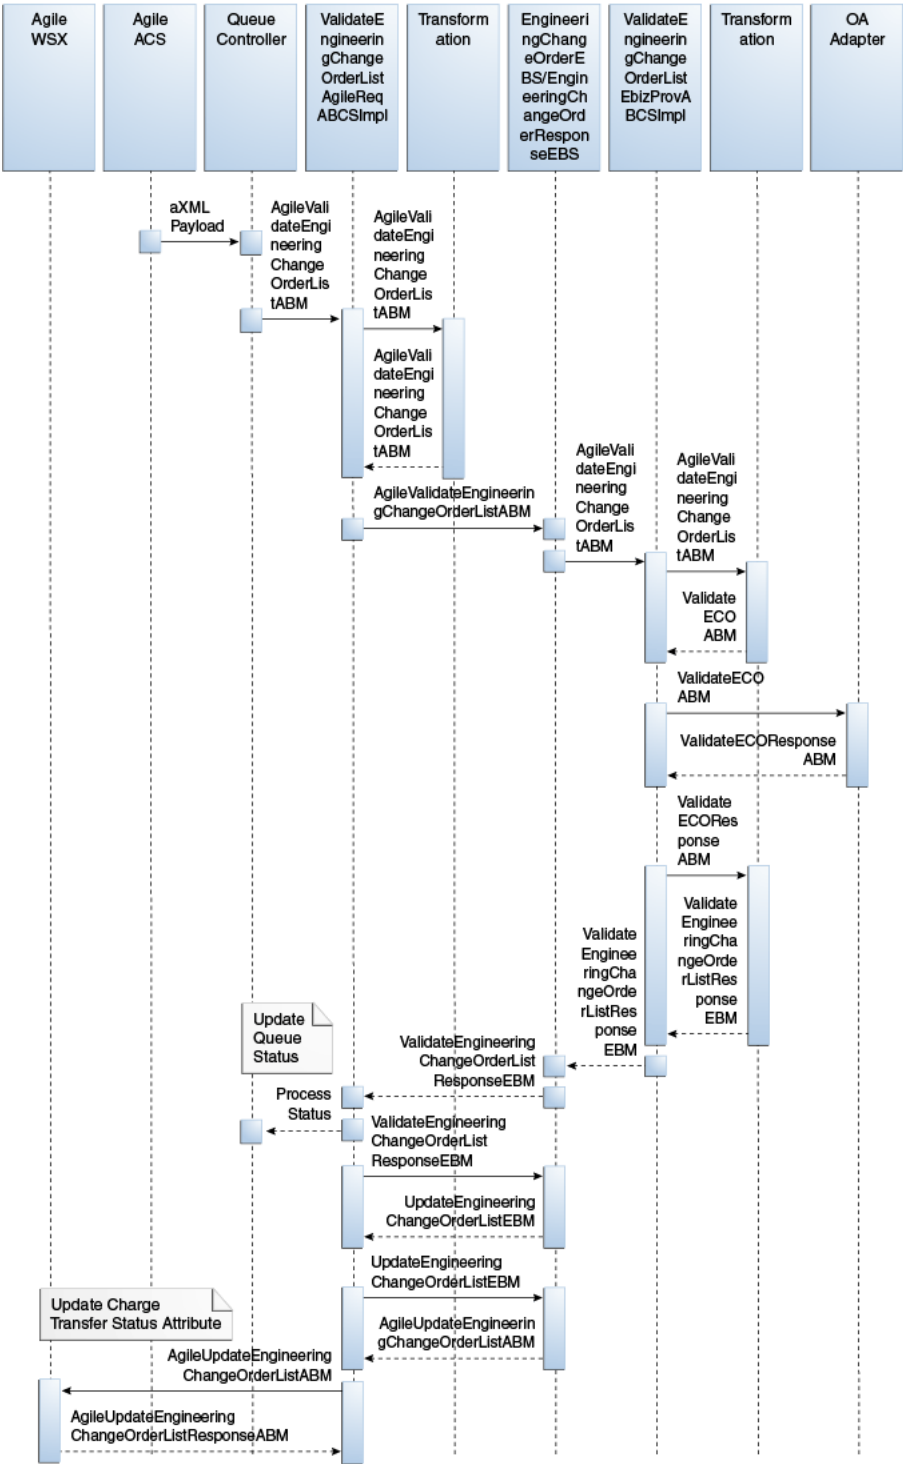 Agile
WSX
Agile
ACS
Queue
Controller
ValidateE
ngineerin
gChange
OrderList
AgileReq
ABCSImpl
Transform
ation
Engineeri
ngChang
eOrderE
BS/Engin
eeringCh
angeOrd
erRespon
seEBS
ValidateE
ngineerin
gChange
OrderList
EbizProvA
BCSImpl
Transform
ation
OA
Adapter
aXML
Payload
AgileVali
dateEngi
neering
Change
OrderLis
tABM
AgileVali
dateEngi
neering
Change
OrderLis
tABM
AgileVali
dateEngi
neering
Change
OrderLis
tABM
AgileValidateEngineerin
gChangeOrderListABM
AgileVali
dateEngi
neering
Change
OrderLis
tABM
AgileVali
dateEngi
neering
Change
OrderLis
tABM
Validate
ECO
ABM
ValidateECO
ABM
ValidateECOResponse
ABM
Validate
ECORes
ponse
ABM
Validate
Enginee
ringCha
ngeOrde
rListRes
ponse
EBM
Validate
Enginee
ringCha
ngeOrde
rListRes
ponse
EBM
Update
Queue
Status
ValidateEngineering
ChangeOrderList
ResponseEBM
Process
Status
ValidateEngineering
ChangeOrderList
ResponseEBM
UpdateEngineering
ChangeOrderListEBM
UpdateEngineering
ChangeOrderListEBM
Update Charge
Transfer Status Attribute
AgileUpdateEngineerin
gChangeOrderListABM
AgileUpdateEngineering
ChangeOrderListABM
AgileUpdateEngineering
ChangeOrderListResponseABM